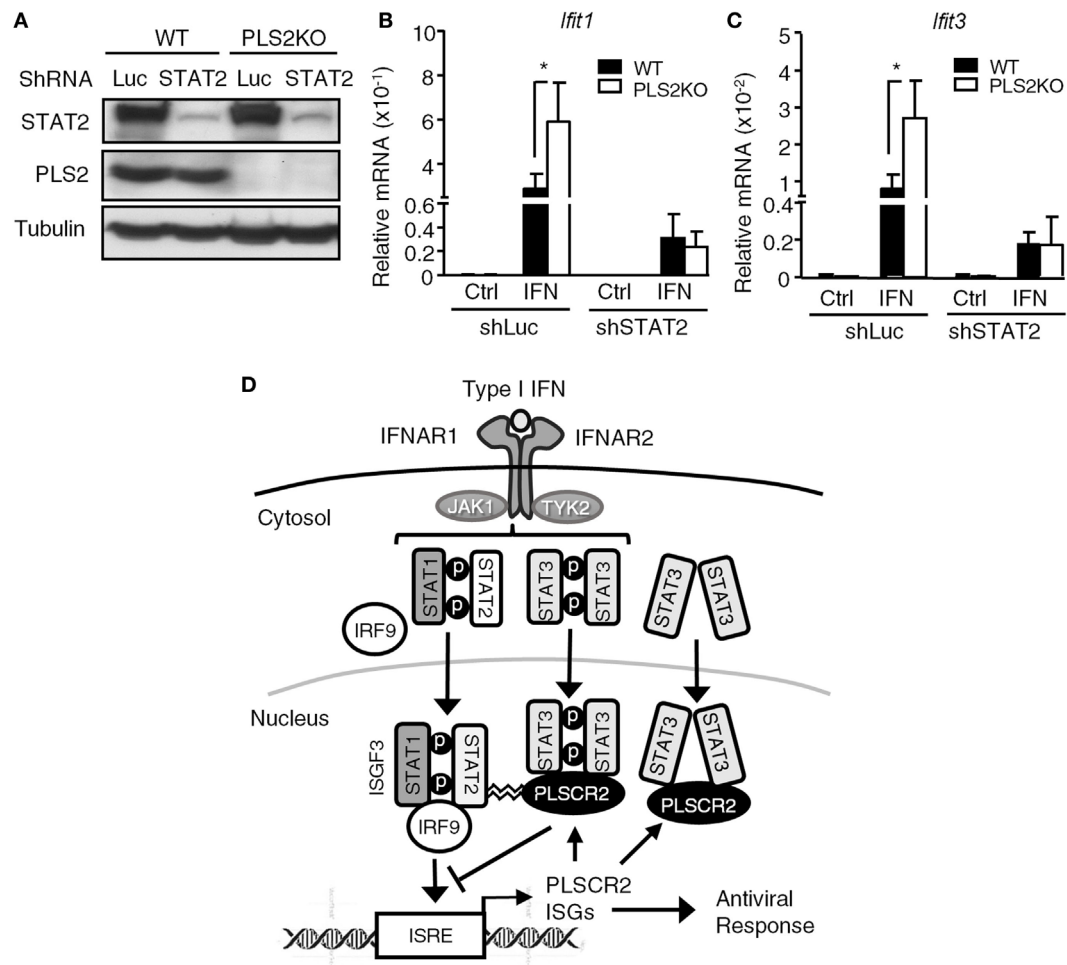 A
WT PLS2KO
ShRNA Luc STAT2 Luc STAT2
STAT2
PLS2
Tubulin
B
Ifit1
Relative mRNA (x10-1)
10
8
6
4
0.6
0.4
0.2
0
*
WT
PLS2KO
Ctrl IFN Ctrl IFN
shLuc shSTAT2
C
Ifit3
Relative mRNA (x10-2)
5
4
3
2
1
0.4
0.2
0
*
WT
PLS2KO
Ctrl IFN Ctrl IFN
shLuc shSTAT2
D
Type I IFN
IFNAR1 IFNAR2
JAK1 TYK2
Cytosol
STAT1 p p STAT2
STAT3 p p STAT3
STAT3 STAT3
IRF9
Nucleus
ISGF3
STAT1 p p STAT2
STAT3 p p STAT3
STAT3 STAT3
PLSCR2
PLSCR2
IRF9
PLSCR2
ISGs
Antiviral
Response
ISRE